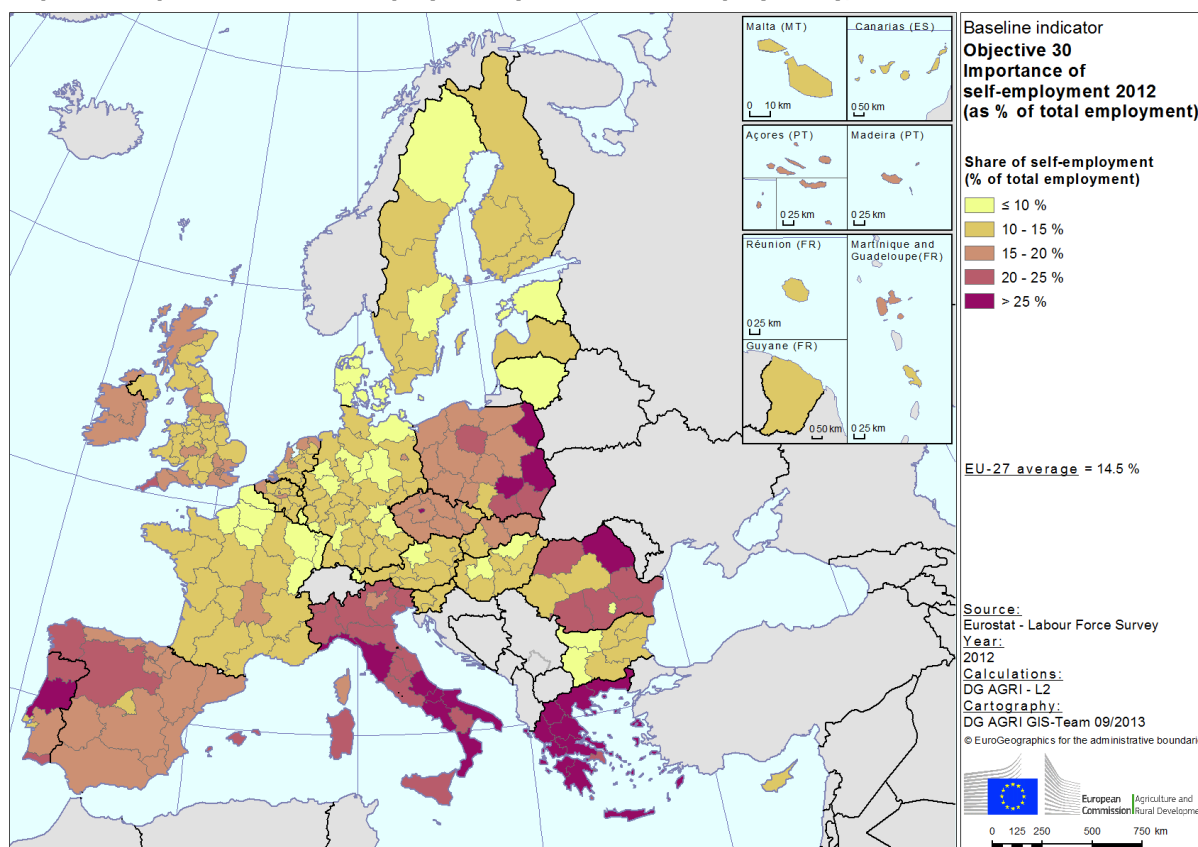 Malta (MT)
0 10 km
Canarias (ES)
0 50 km
Açores (PT)
0 25 km
Madeira (PT)
0 25 km
Réunion (FR)
0 25 km
Martinique and
Guadeloupe(FR)
0 25 km
Guyane (FR)
0 50 km
Baseline indicator
Objective 30
Importance of
self-employment 2012
(as % of total employment)
Share of self-employment
(% of total employment)
≤ 10 %
10 - 15 %
15 - 20 %
20 - 25 %
> 25 %
EU-27 average = 14.5 %
Source:
Eurostat - Labour Force Survey
Year:
2012
Calculations:
DG AGRI - L2
Cartography:
DG AGRI GIS-Team 09/2013
© EuroGeographics for the administrative boundari
European
Commission
Agriculture and
Rural Developme
0 125 250 500 750 km